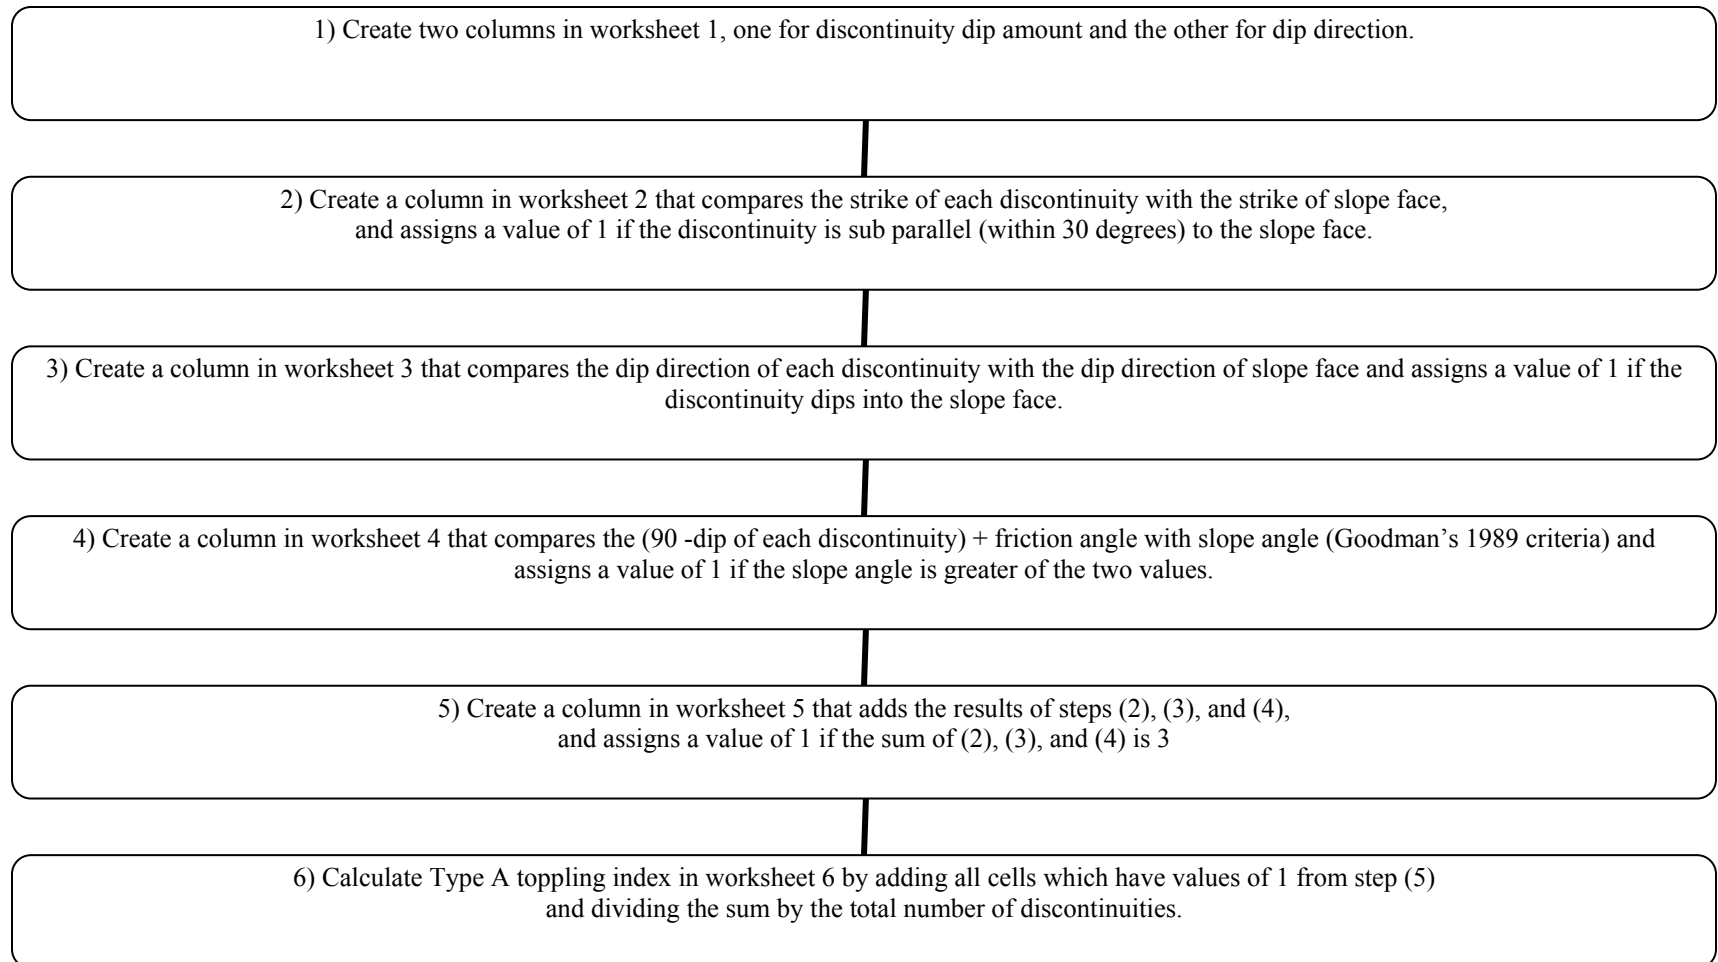 1) Create two columns in worksheet 1, one for discontinuity dip amount and the other for dip direction.
2) Create a column in worksheet 2 that compares the strike of each discontinuity with the strike of slope face,
and assigns a value of 1 if the discontinuity is sub parallel (within 30 degrees) to the slope face.
3) Create a column in worksheet 3 that compares the dip direction of each discontinuity with the dip direction of slope face and assigns a value of 1 if the
discontinuity dips into the slope face.
4) Create a column in worksheet 4 that compares the (90 -dip of each discontinuity) + friction angle with slope angle (Goodman’s 1989 criteria) and
assigns a value of 1 if the slope angle is greater of the two values.
5) Create a column in worksheet 5 that adds the results of steps (2), (3), and (4),
and assigns a value of 1 if the sum of (2), (3), and (4) is 3
6) Calculate Type A toppling index in worksheet 6 by adding all cells which have values of 1 from step (5)
and dividing the sum by the total number of discontinuities.